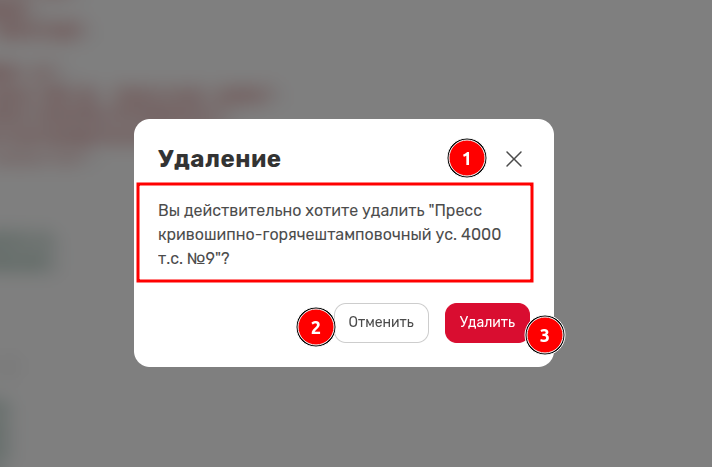 Удаление
1
Вы действительно хотите удалить "Пресс
кривошипно-горячештамповочный ус. 4000
т.с. №9"?
2
Отменить
Удалить
3